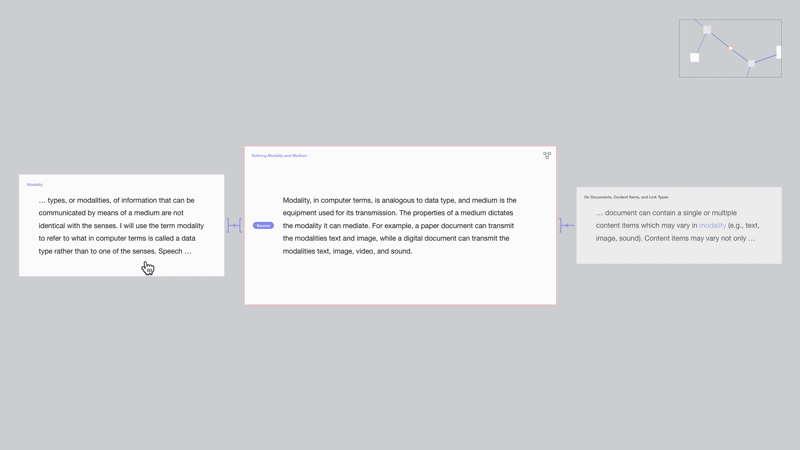 Modality
… types, or modalities, of information that can be
communicated by means of a medium are not
identical with the senses. I will use the term modality
to refer to what in computer terms is called a data
type rather than to one of the senses. Speech …
Defining Modality and Medium
Source
Modality, in computer terms, is analogous to data type, and medium is the
equipment used for its transmission. The properties of a medium dictates
the modality it can mediate. For example, a paper document can transmit
the modalities text and image, while a digital document can transmit the
modalities text, image, video, and sound.
On Documents, Content Items, and Link Types
… document can contain a single or multiple
content items which may vary in modality (e.g., text,
image, sound). Content items may vary not only …